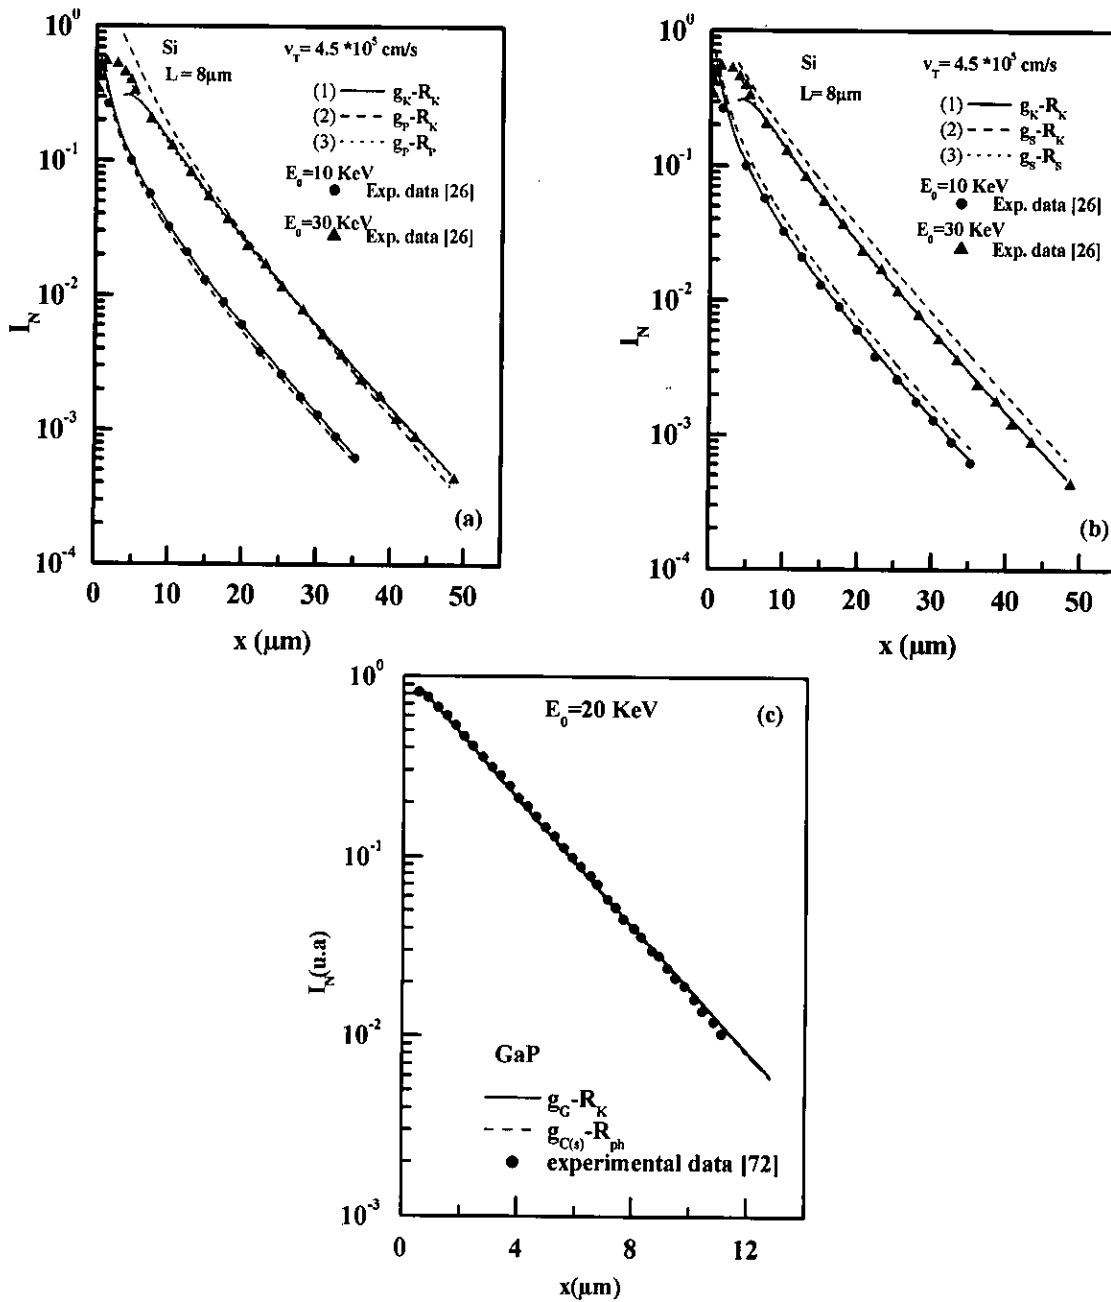 Si
ν_T= 4.5 *10^5 cm/s
L = 8µm
(1) g_K-R_K
(2) g_P-R_K
(3) g_P-R_P
E_0=10 KeV
Exp. data [26]
E_0=30 KeV
Exp. data [26]
(a)
10^0
10^-1
10^-2
10^-3
10^-4
I_N
0 10 20 30 40 50
x (µm)
Si
ν_T= 4.5 *10^5 cm/s
L = 8µm
(1) g_K-R_K
(2) g_S-R_K
(3) g_S-R_S
E_0=10 KeV
Exp. data [26]
E_0=30 KeV
Exp. data [26]
(b)
10^0
10^-1
10^-2
10^-3
10^-4
I_N
0 10 20 30 40 50
x (µm)
E_0=20 KeV
(c)
10^0
10^-1
10^-2
10^-3
I_N(u.a)
GaP
g_G-R_K
g_C(s)-R_ph
experimental data [72]
0 4 8 12
x(µm)